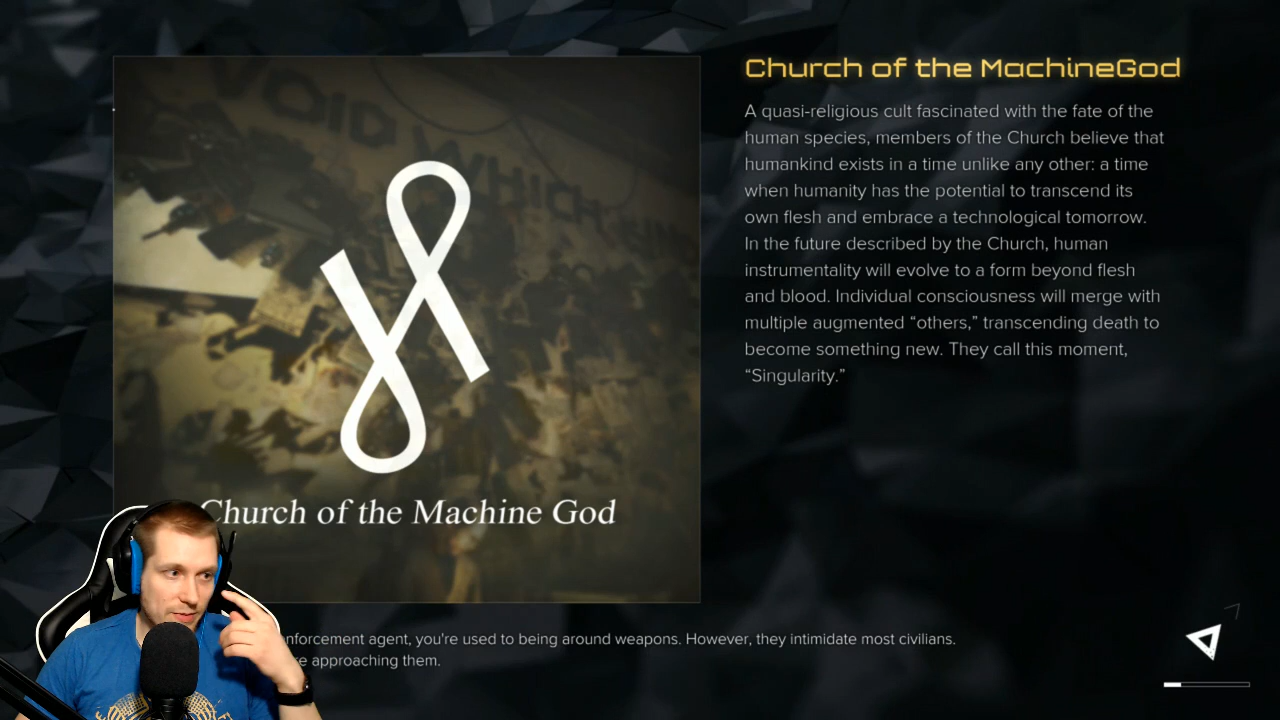 VOID WHICH
Church of the Machine God
Church of the MachineGod
A quasi-religious cult fascinated with the fate of the
human species, members of the Church believe that
humankind exists in a time unlike any other: a time
when humanity has the potential to transcend its
own flesh and embrace a technological tomorrow.
In the future described by the Church, human
instrumentality will evolve to a form beyond flesh
and blood. Individual consciousness will merge with
multiple augmented “others,” transcending death to
become something new. They call this moment,
“Singularity.”
enforcement agent, you're used to being around weapons. However, they intimidate most civilians.
approaching them.